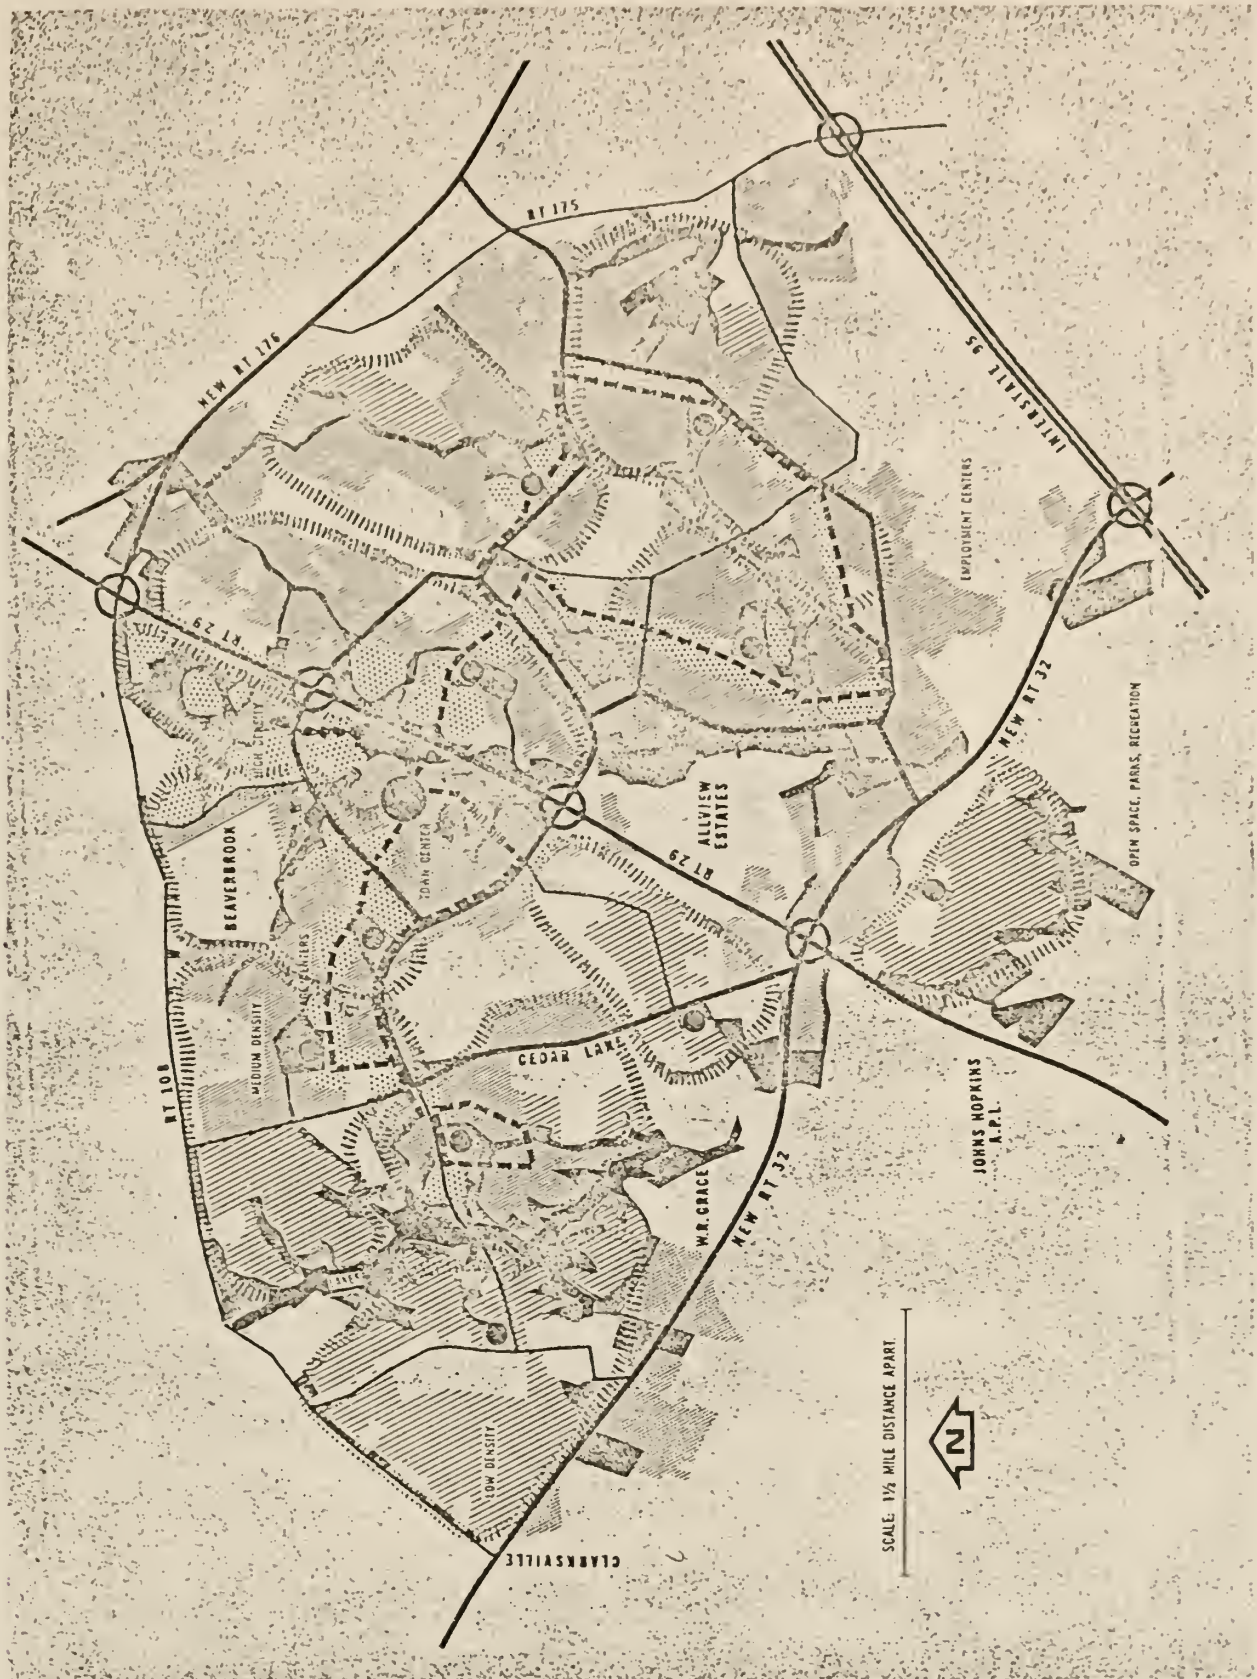 NEW RT 176
RT 175
RT 29
INTERSTATE 95
EMPLOYMENT CENTERS
HIGH DENSITY
NEW RT 32
BEAVERBROOK
TOWN CENTER
ALLVIEW
ESTATES
RT 29
OPEN SPACE, PARKS, RECREATION
RT 108
MEDIUM DENSITY
CEDAR LANE
JOHNS HOPKINS
A.P.L.
W.R. GRACE
NEW RT 32
LOW DENSITY
CLARKSVILLE
SCALE: 1½ MILE DISTANCE APART.
N